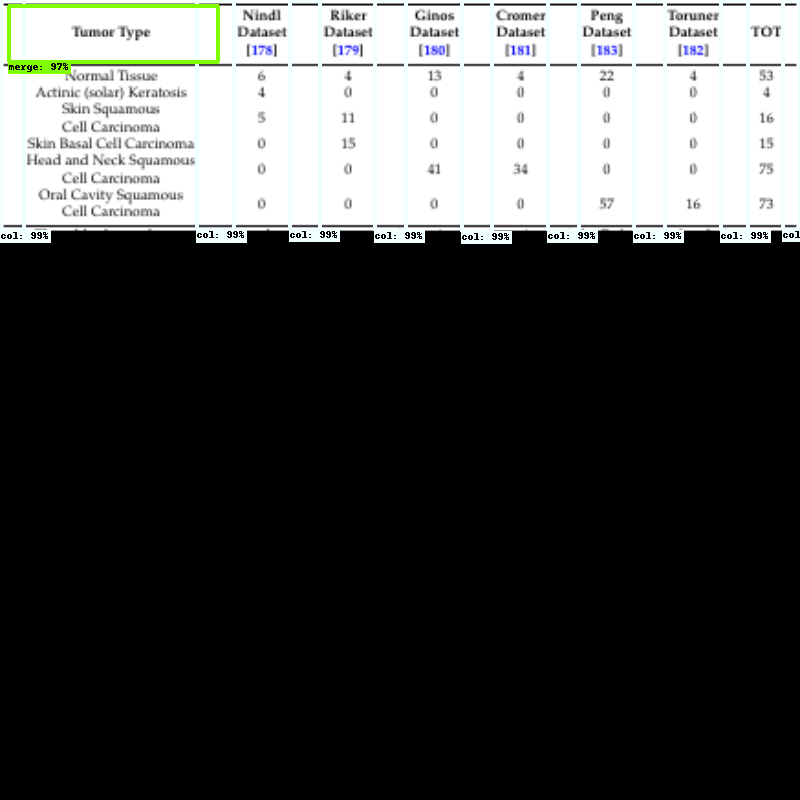 Tumor Type Nindl Dataset [178] Riker Dataset [179] Ginos Dataset [180] Cromer Dataset [181] Peng Dataset [183] Toruner Dataset [182] TOT
merge: 97%
Normal Tissue 6 4 13 4 22 4 53
Actinic (solar) Keratosis 4 0 0 0 0 0 4
Skin Squamous
Cell Carcinoma 5 11 0 0 0 0 16
Skin Basal Cell Carcinoma 0 15 0 0 0 0 15
Head and Neck Squamous
Cell Carcinoma 0 0 41 34 0 0 75
Oral Cavity Squamous
Cell Carcinoma 0 0 0 0 57 16 73
col: 99% col: 99% col: 99% col: 99% col: 99% col: 99% col: 99% col: 99% col: 99% col